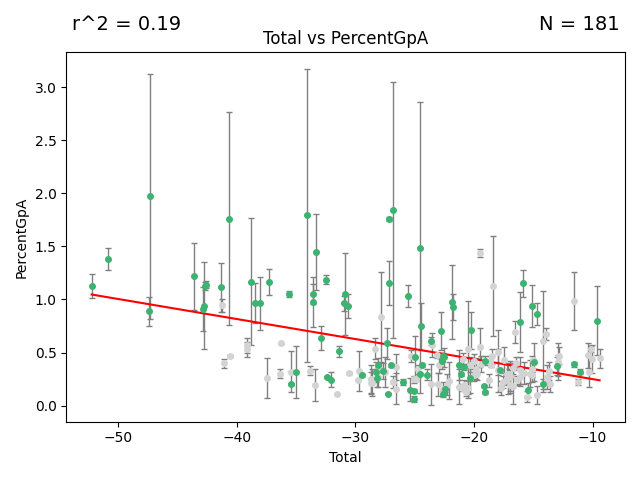 r^2 = 0.19
N = 181
Total vs PercentGpA
3.0
2.5
2.0
1.5
1.0
0.5
0.0
PercentGpA
−50
−40
−30
−20
−10
Total